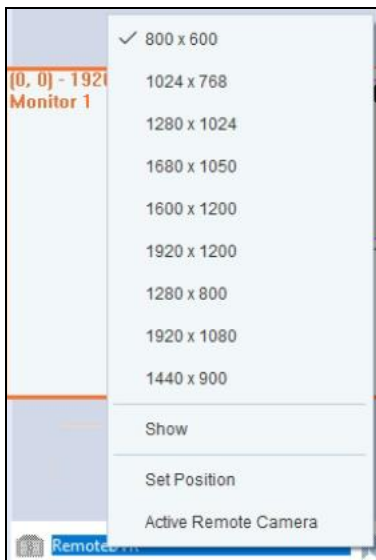 ✓ 800 x 600
(0, 0) - 192
1024 x 768
Monitor 1
1280 x 1024
1680 x 1050
1600 x 1200
1920 x 1200
1280 x 800
1920 x 1080
1440 x 900
Show
Set Position
Active Remote Camera